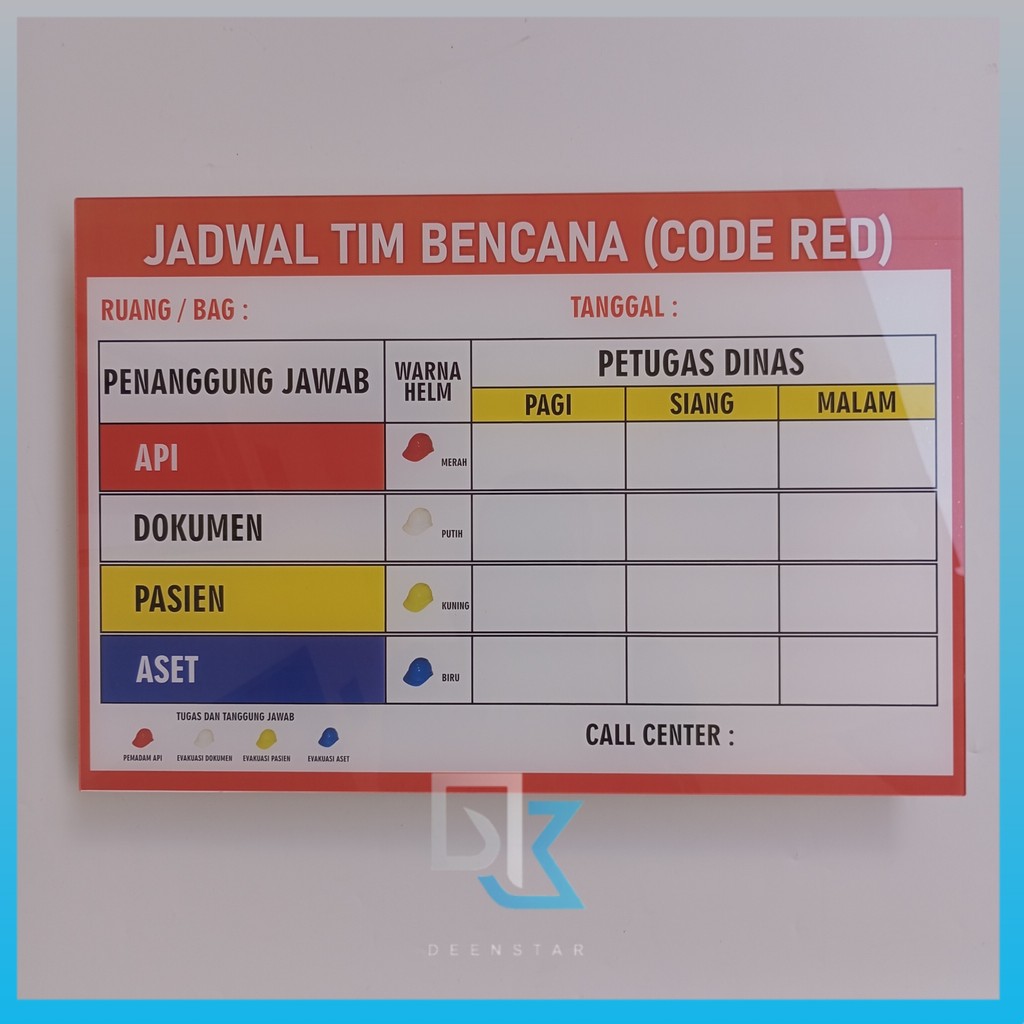 JADWAL TIM BENCANA (CODE RED)
RUANG / BAG :
TANGGAL :
PENANGGUNG JAWAB
WARNA
HELM
PETUGAS DINAS
PAGI SIANG MALAM
API
MERAH
DOKUMEN
PUTIH
PASIEN
KUNING
ASET
BIRU
TUGAS DAN TANGGUNG JAWAB
PEMADAM API EVAKUASI DOKUMEN EVAKUASI PASIEN EVAKUASI ASET
CALL CENTER :
DEENSTAR